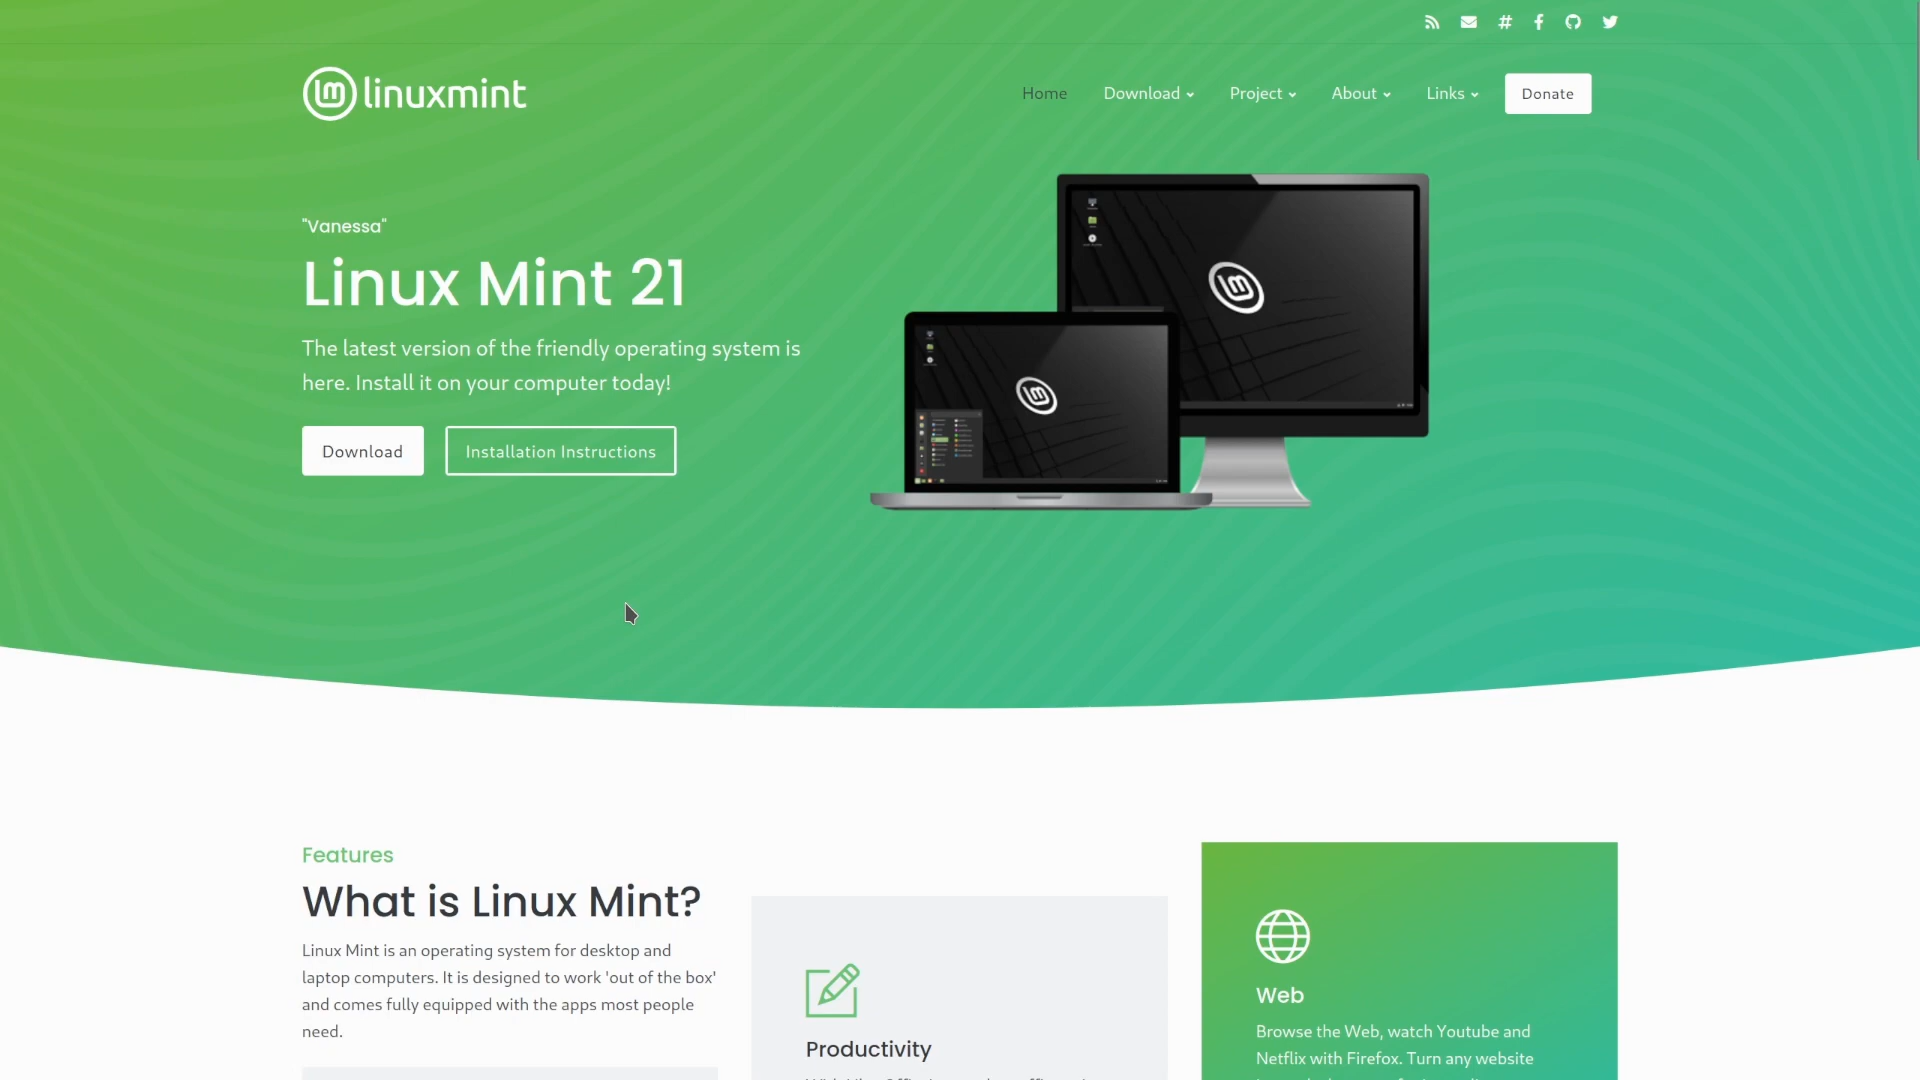 linuxmint
Home
Download
Project
About
Links
Donate
"Vanessa"
Linux Mint 21
The latest version of the friendly operating system is
here. Install it on your computer today!
Download
Installation Instructions
Features
What is Linux Mint?
Linux Mint is an operating system for desktop and
laptop computers. It is designed to work 'out of the box'
and comes fully equipped with the apps most people
need.
Productivity
Web
Browse the Web, watch Youtube and
Netflix with Firefox. Turn any website